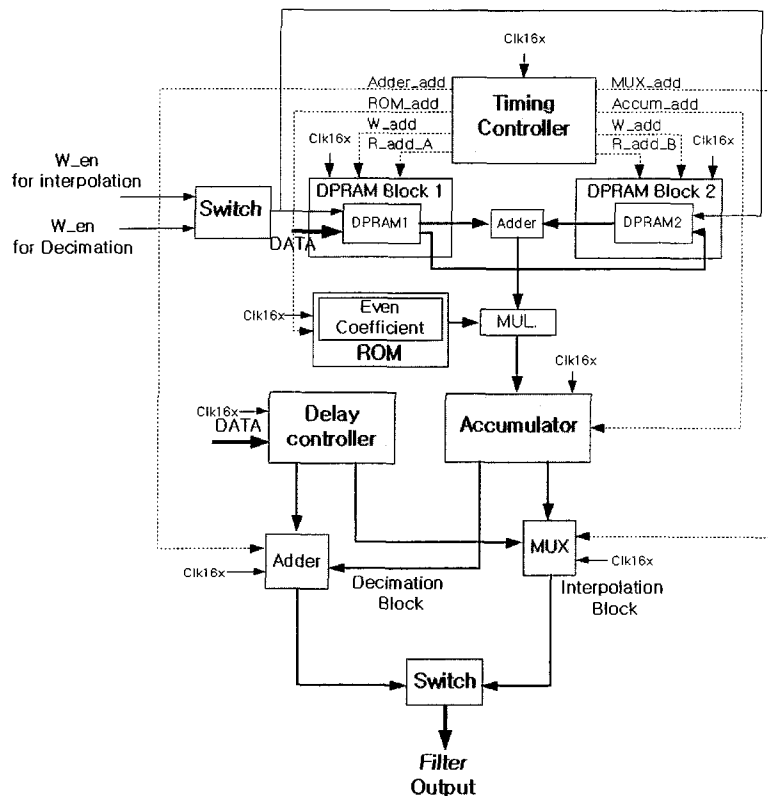 Clk16x
Adder_add
MUX_add
ROM_add
Timing
Controller
Accum_add
Clk16x
W_add
W_add
Clk16x
R_add_A
R_add_B
W_en
for interpolation
DPRAM Block 1
DPRAM Block 2
Switch
DPRAM1
Adder
DPRAM2
W_en
for Decimation
DATA
Even
Coefficient
Clk16x
MUL.
ROM
Clk16x
Clk16x
Delay
controller
DATA
Accumulator
Adder
MUX
Clk16x
Clk16x
Decimation
Block
Interpolation
Block
Switch
Filter
Output